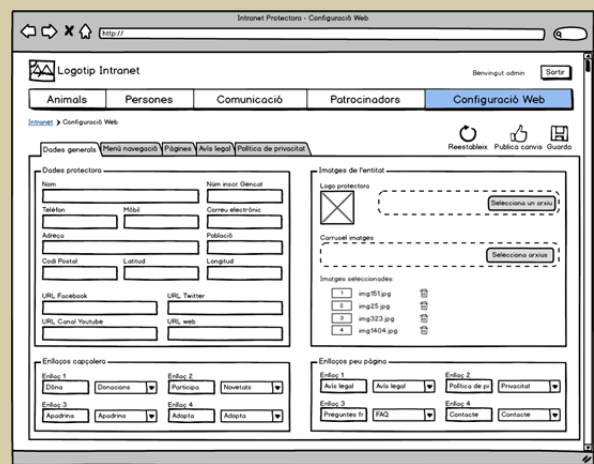 Intranet Protectora - Configuració Web
http://
Logotip Intranet
Benvingut admin
Sortir
Animals Persones Comunicació Patrocinadors Configuració Web
Intranet > Configuració Web
Reestableix Publica canvis Guarda
Dades generals Menú navegació Pàgines Avís legal Política de privacitat
Dades protectora
Nom Núm inscr Gencat
Telèfon Mòbil Correu electrònic
Adreça Població
Codi Postal Latitud Longitud
URL Facebook URL Twitter
URL Canal Youtube URL web
Imatges de l'entitat
Logo protectora
Selecciona un arxiu
Carrusel imatges
Selecciona arxius
Imatges seleccionades:
1 img151.jpg
2 img25.jpg
3 img323.jpg
4 img1404.jpg
Enllaços capçalera
Enllaç 1 Enllaç 2
Dóna Donacions Participa Novetats
Enllaç 3 Enllaç 4
Apadrina Apadrina Adopta Adopta
Enllaços peu pàgina
Enllaç 1 Enllaç 2
Avís legal Avís legal Política de pr Privacitat
Enllaç 3 Enllaç 4
Preguntes fr FAQ Contacte Contacte